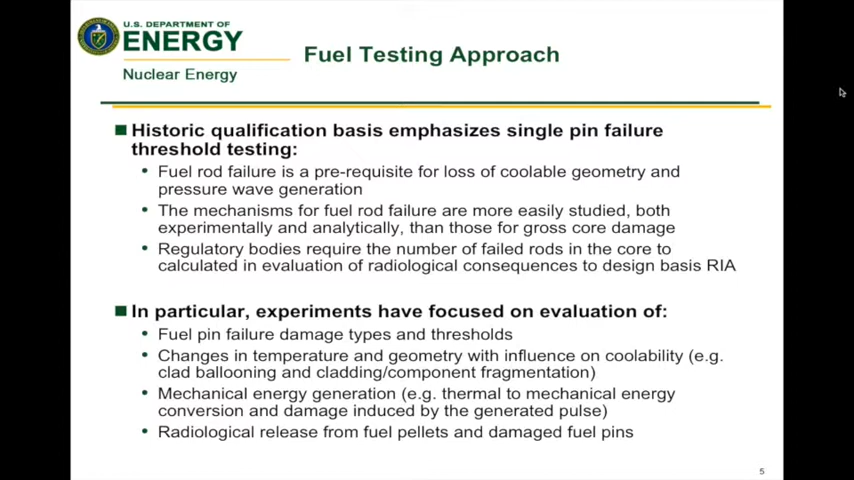 U.S. DEPARTMENT OF
ENERGY
Nuclear Energy
Fuel Testing Approach
Historic qualification basis emphasizes single pin failure
threshold testing:
• Fuel rod failure is a pre-requisite for loss of coolable geometry and
pressure wave generation
• The mechanisms for fuel rod failure are more easily studied, both
experimentally and analytically, than those for gross core damage
• Regulatory bodies require the number of failed rods in the core to
calculated in evaluation of radiological consequences to design basis RIA
In particular, experiments have focused on evaluation of:
• Fuel pin failure damage types and thresholds
• Changes in temperature and geometry with influence on coolability (e.g.
clad ballooning and cladding/component fragmentation)
• Mechanical energy generation (e.g. thermal to mechanical energy
conversion and damage induced by the generated pulse)
• Radiological release from fuel pellets and damaged fuel pins
5